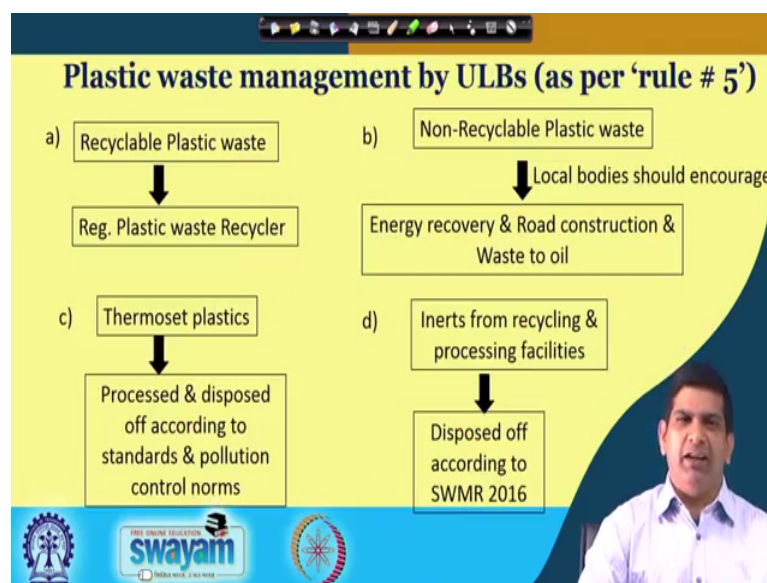 Plastic waste management by ULBs (as per ‘rule # 5’)
a)
Recyclable Plastic waste
Reg. Plastic waste Recycler
b)
Non-Recyclable Plastic waste
Local bodies should encourage
Energy recovery & Road construction &
Waste to oil
c)
Thermoset plastics
Processed & disposed
off according to
standards & pollution
control norms
d)
Inerts from recycling &
processing facilities
Disposed off
according to
SWMR 2016
FREE ONLINE EDUCATION
swayam